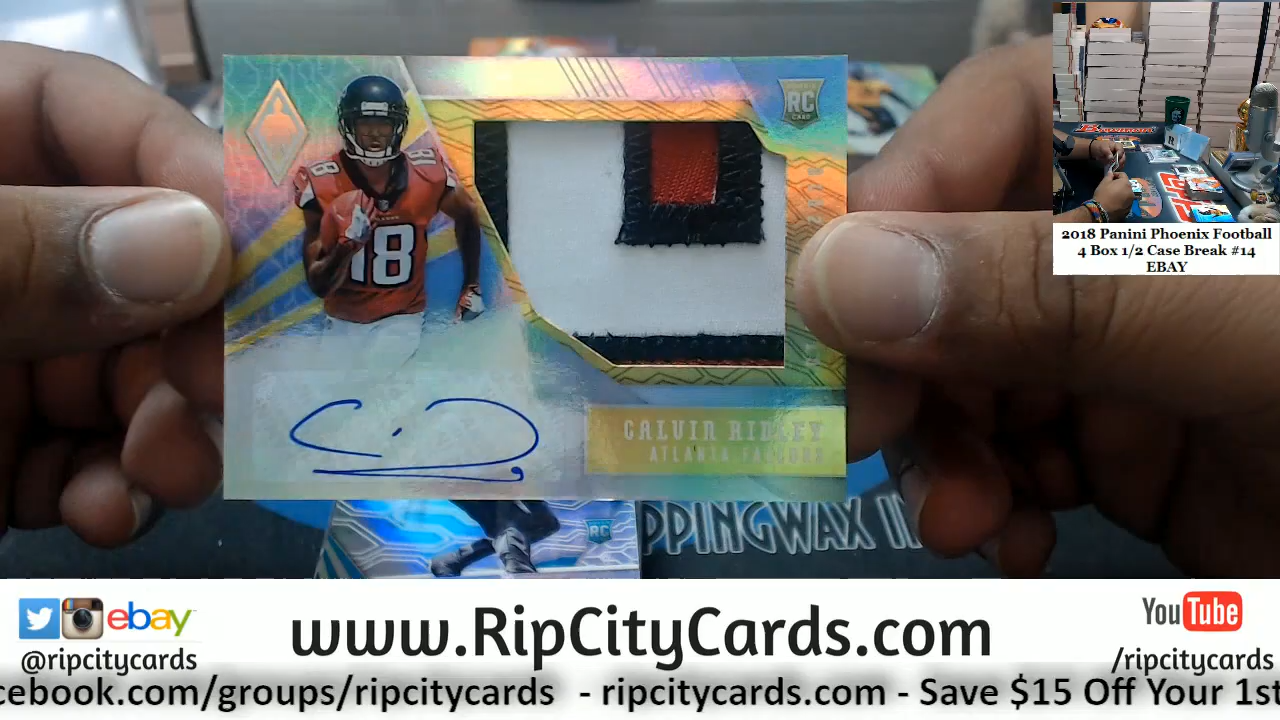 18
18
18
RC
CALVIN RIDLEY
ATLANTA FALCONS
RC
PPINGWAX
2018 Panini Phoenix Football
4 Box 1/2 Case Break #14
EBAY
ebay
@ripcitycards
www.RipCityCards.com
YouTube
/ripcitycards
cebook.com/groups/ripcitycards - ripcitycards.com - Save $15 Off Your 1st